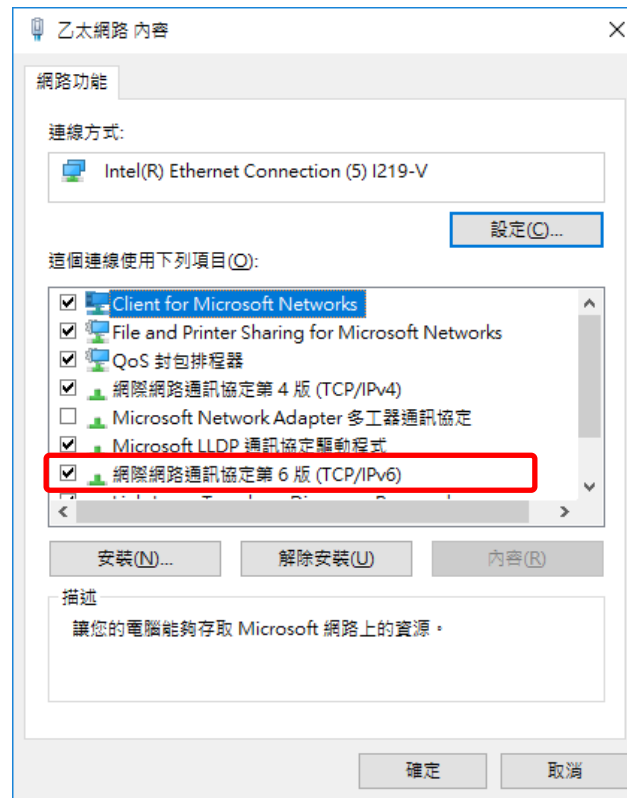 乙太網路 內容
網路功能
連線方式:
Intel(R) Ethernet Connection (5) I219-V
設定(C)...
這個連線使用下列項目(O):
Client for Microsoft Networks
File and Printer Sharing for Microsoft Networks
QoS 封包排程器
網際網路通訊協定第 4 版 (TCP/IPv4)
Microsoft Network Adapter 多工器通訊協定
Microsoft LLDP 通訊協定驅動程式
網際網路通訊協定第 6 版 (TCP/IPv6)
安裝(N)...
解除安裝(U)
內容(R)
描述
讓您的電腦能夠存取 Microsoft 網路上的資源。
確定
取消